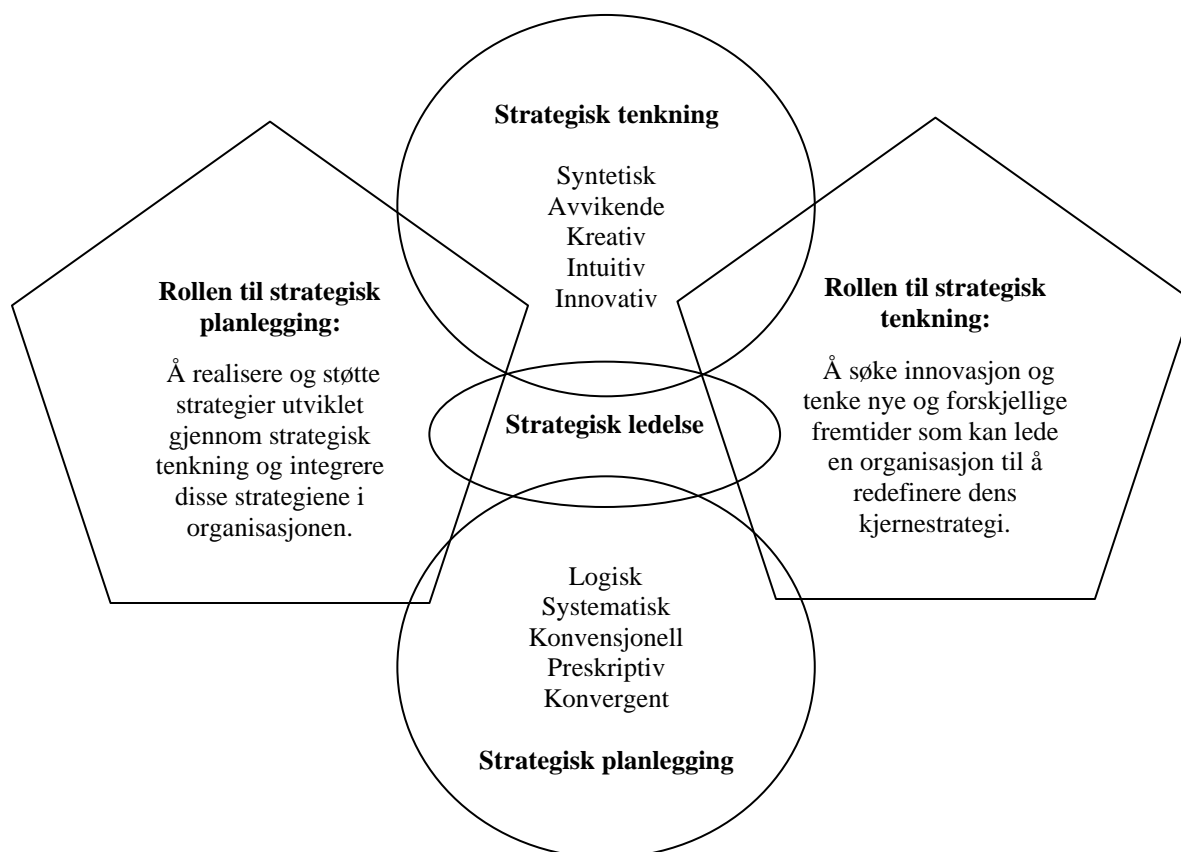 Strategisk tenkning
Syntetisk
Avvikende
Kreativ
Intuitiv
Innovativ
Rollen til strategisk
planlegging:
Å realisere og støtte
strategier utviklet
gjennom strategisk
tenkning og integrere
disse strategiene i
organisasjonen.
Strategisk ledelse
Rollen til strategisk
tenkning:
Å søke innovasjon og
tenke nye og forskjellige
fremtider som kan lede
en organisasjon til å
redefinere dens
kjernestrategi.
Logisk
Systematisk
Konvensjonell
Preskriptiv
Konvergent
Strategisk planlegging